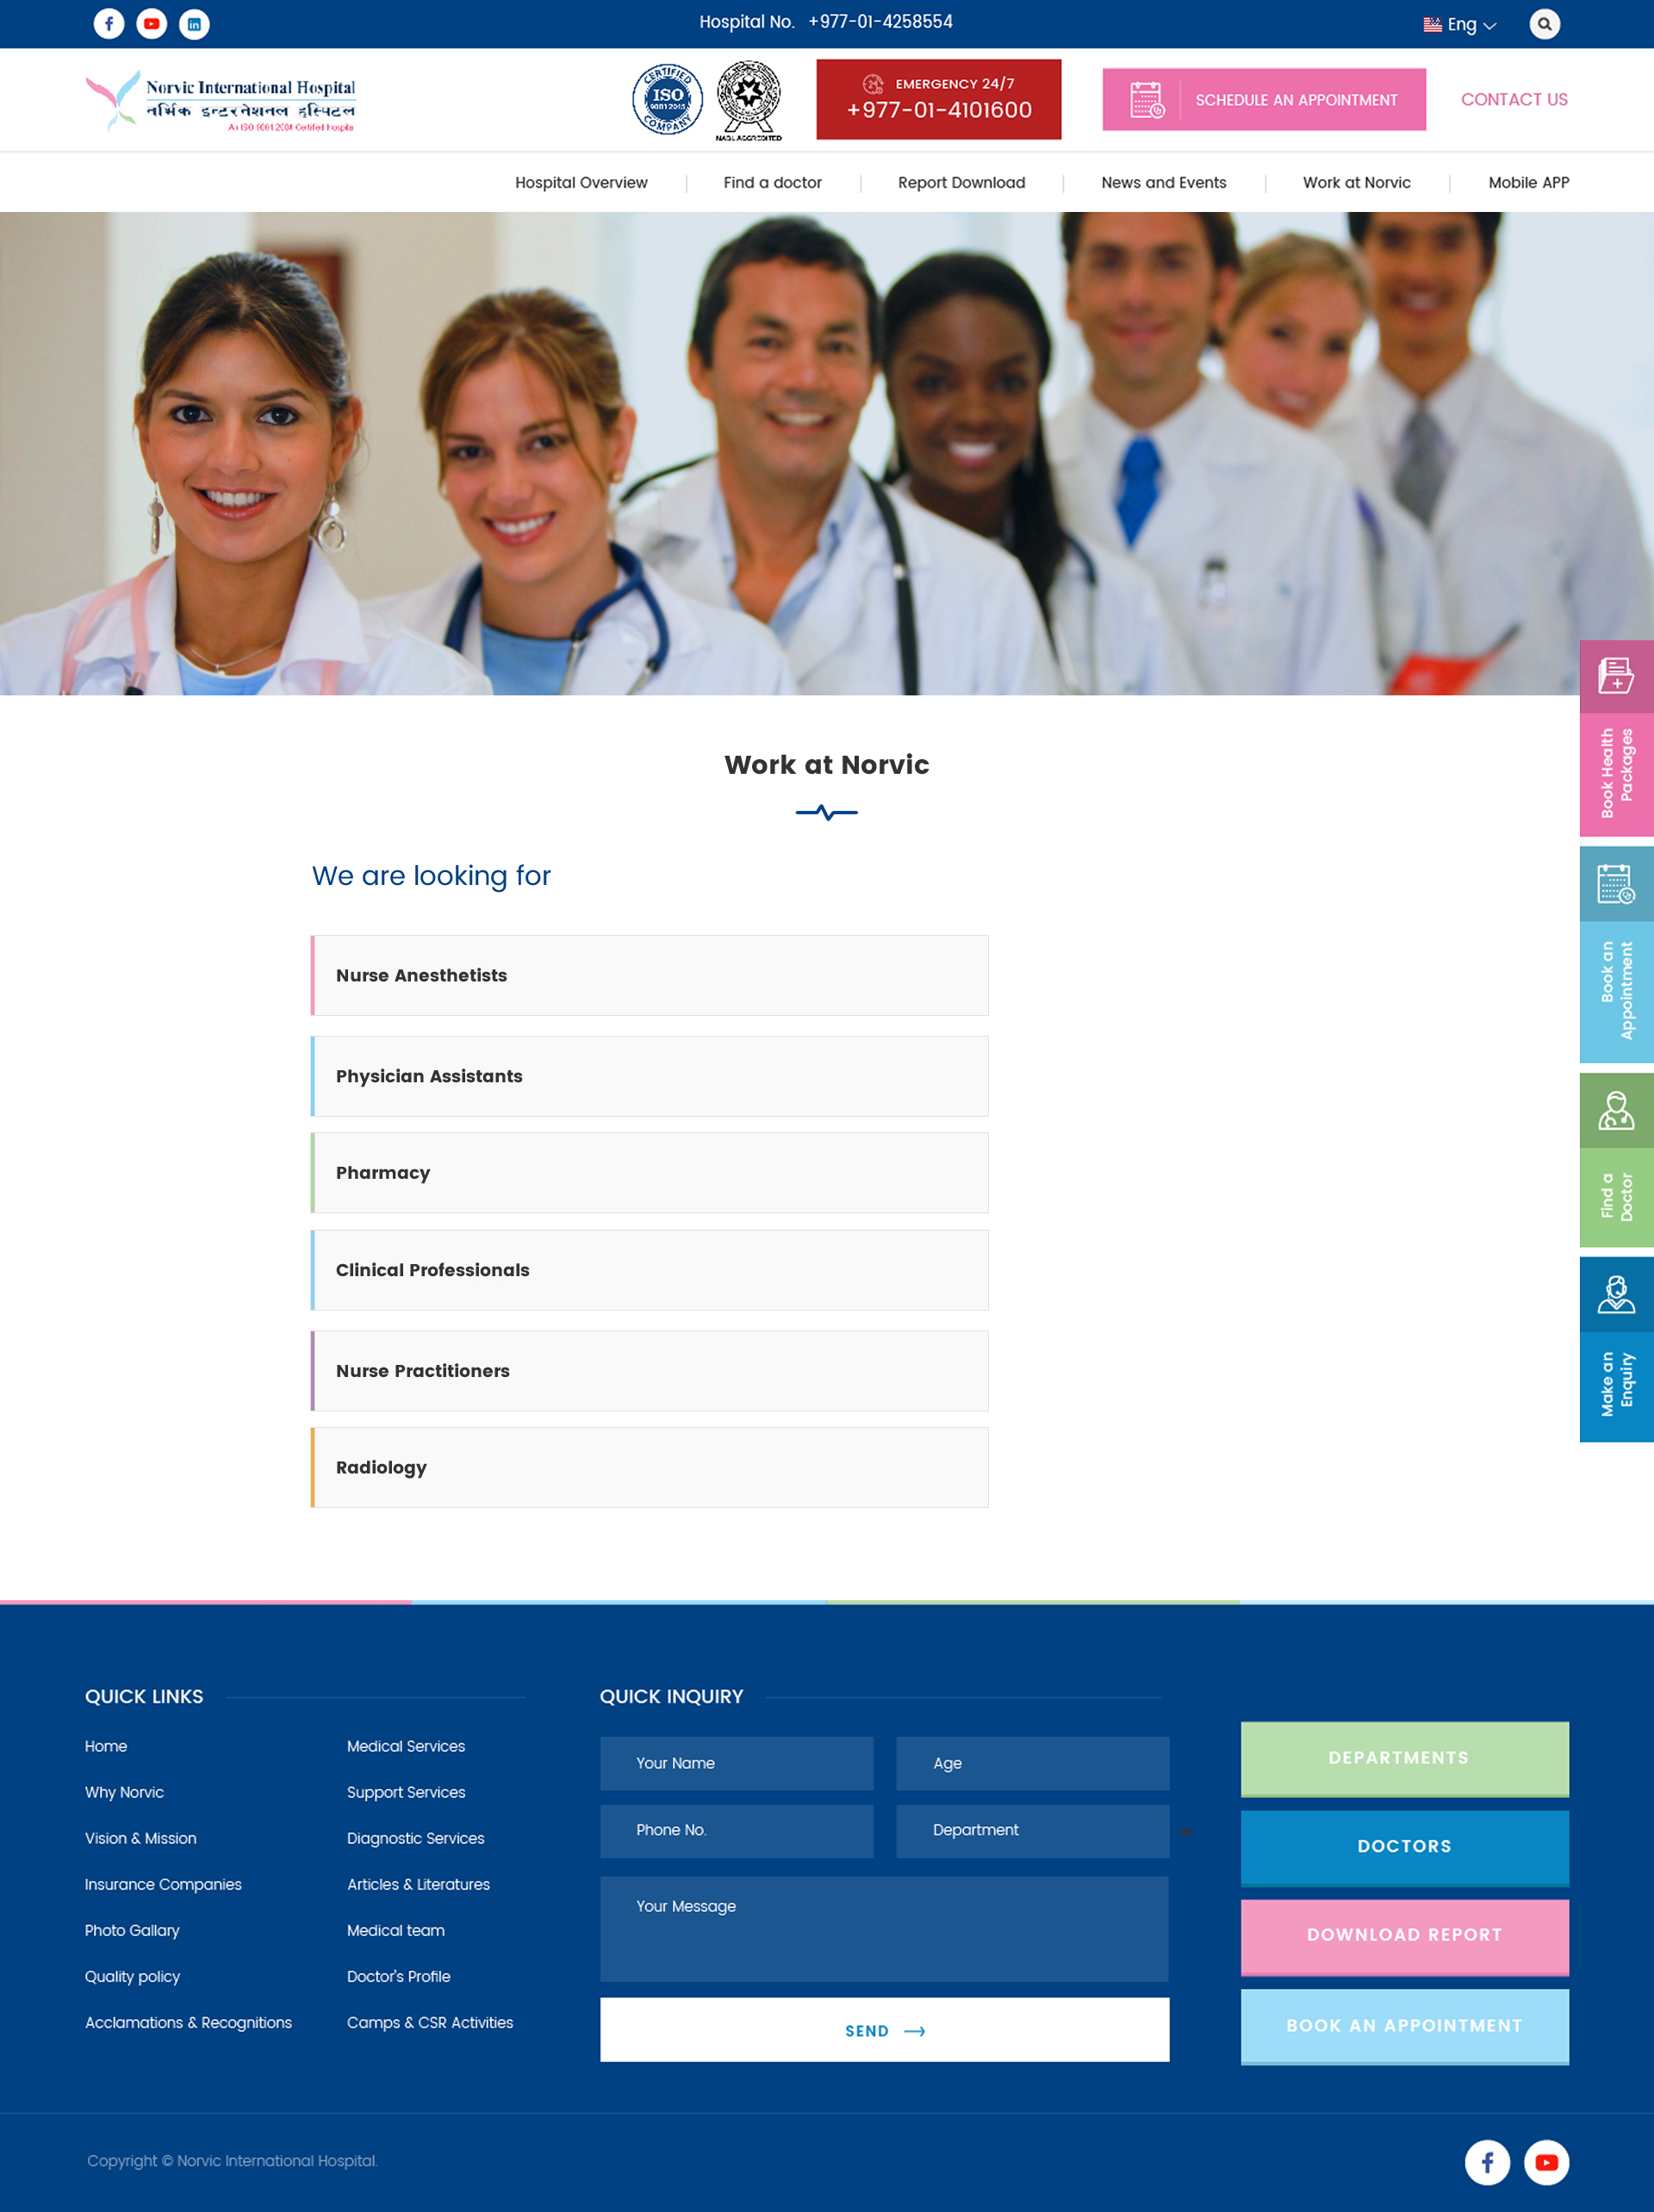 Hospital No. +977-01-4258554
Eng
Norvic International Hospital
नर्भिक इन्टरनेशनल हस्पिटल
An ISO 9001:2008 Certified Hospital
CERTIFIED
ISO
9001:2015
COMPANY
NABL ACCREDITED
EMERGENCY 24/7
+977-01-4101600
SCHEDULE AN APPOINTMENT
CONTACT US
Hospital Overview
Find a doctor
Report Download
News and Events
Work at Norvic
Mobile APP
Work at Norvic
We are looking for
Nurse Anesthetists
Physician Assistants
Pharmacy
Clinical Professionals
Nurse Practitioners
Radiology
Book Health
Packages
Book an
Appointment
Find a
Doctor
Make an
Enquiry
QUICK LINKS
Home
Why Norvic
Vision & Mission
Insurance Companies
Photo Gallary
Quality policy
Acclamations & Recognitions
Medical Services
Support Services
Diagnostic Services
Articles & Literatures
Medical team
Doctor's Profile
Camps & CSR Activities
QUICK INQUIRY
Your Name
Age
Phone No.
Department
Your Message
SEND
DEPARTMENTS
DOCTORS
DOWNLOAD REPORT
BOOK AN APPOINTMENT
Copyright © Norvic International Hospital.